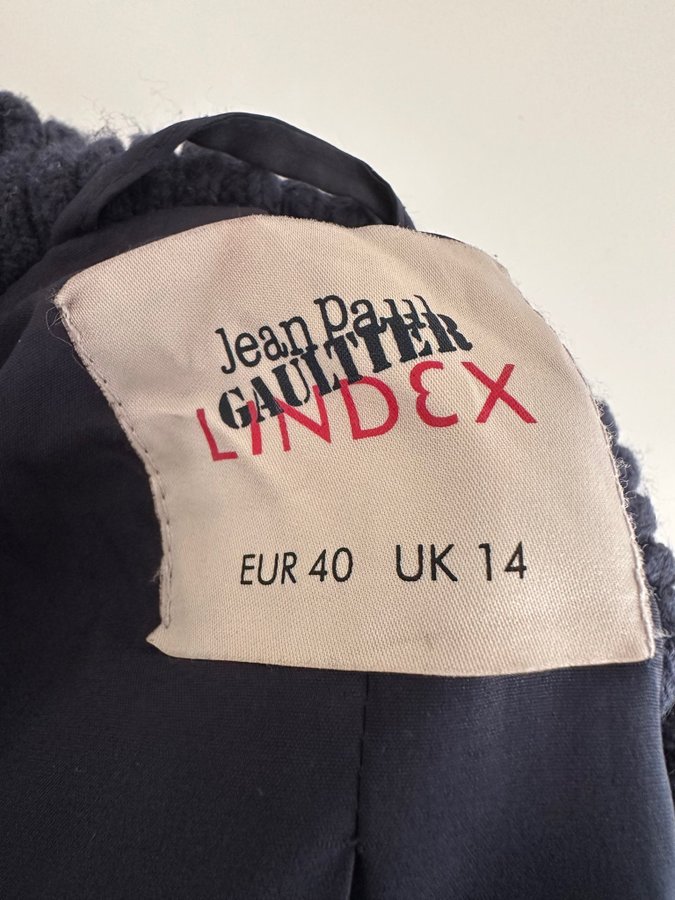 Jean Paul
GAULTIER
LINDEX
EUR 40 UK 14